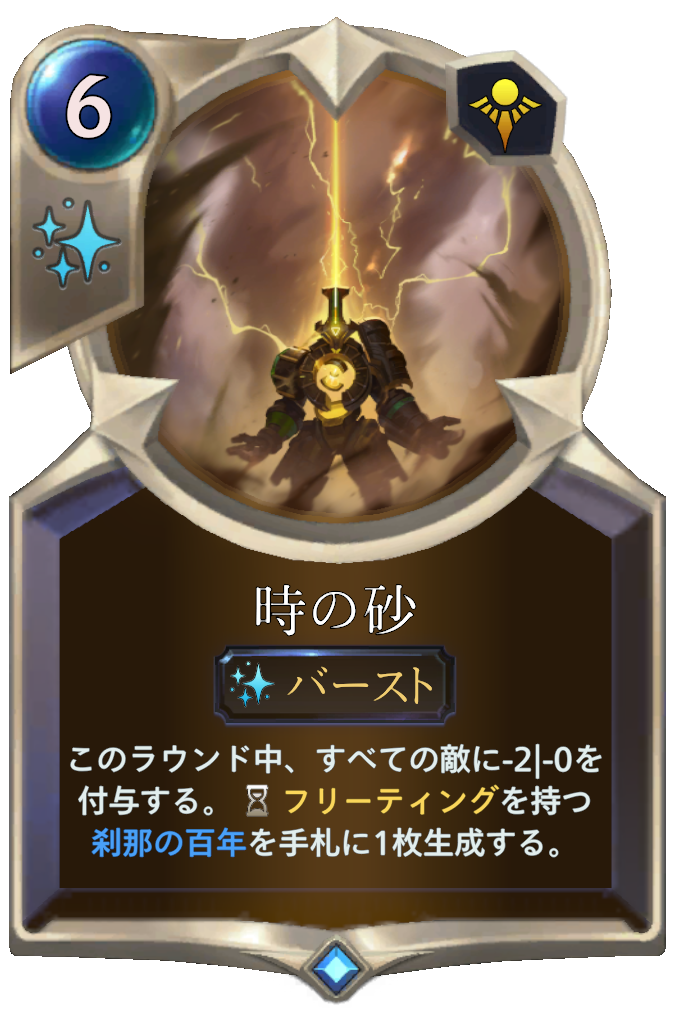 6
時の砂
バースト
このラウンド中、すべての敵に-2|-0を
付与する。 フリーティングを持つ
刹那の百年を手札に1枚生成する。